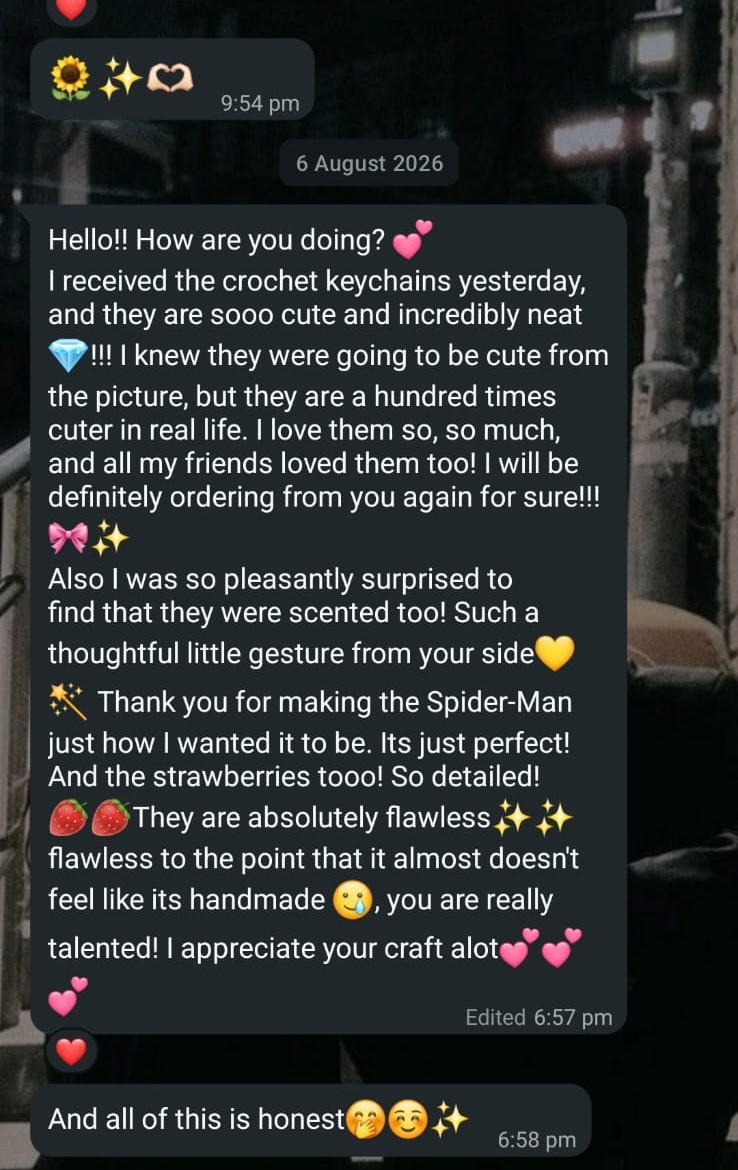 🌻✨🫶🏻
9:54 pm
6 August 2026
Hello!! How are you doing? 💕
I received the crochet keychains yesterday,
and they are sooo cute and incredibly neat
💎!!! I knew they were going to be cute from
the picture, but they are a hundred times
cuter in real life. I love them so, so much,
and all my friends loved them too! I will be
definitely ordering from you again for sure!!!
🎀✨
Also I was so pleasantly surprised to
find that they were scented too! Such a
thoughtful little gesture from your side💛
🪄 Thank you for making the Spider-Man
just how I wanted it to be. Its just perfect!
And the strawberries tooo! So detailed!
🍓🍓They are absolutely flawless✨✨
flawless to the point that it almost doesn't
feel like its handmade 🥲, you are really
talented! I appreciate your craft alot💕💕
💕
Edited 6:57 pm
And all of this is honest🤭☺️✨
6:58 pm